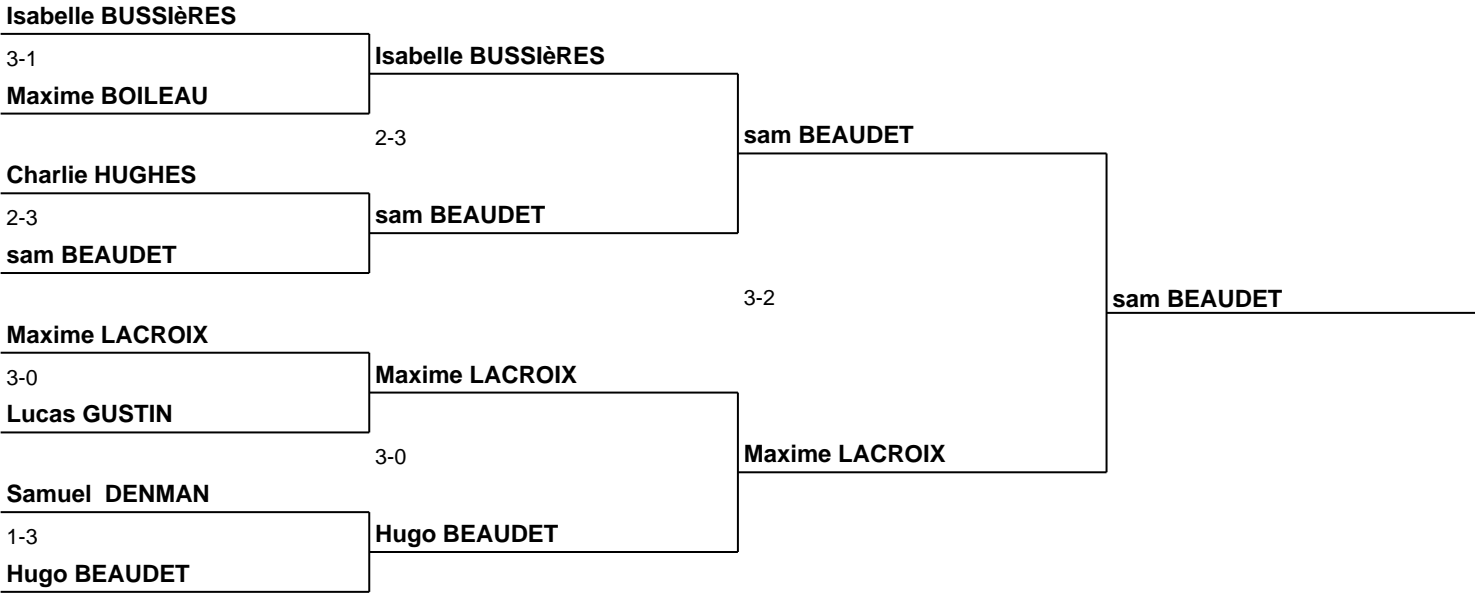 Isabelle BUSSIèRES
3-1
Isabelle BUSSIèRES
Maxime BOILEAU
2-3
sam BEAUDET
Charlie HUGHES
2-3
sam BEAUDET
sam BEAUDET
3-2
sam BEAUDET
Maxime LACROIX
3-0
Maxime LACROIX
Lucas GUSTIN
3-0
Maxime LACROIX
Samuel  DENMAN
1-3
Hugo BEAUDET
Hugo BEAUDET